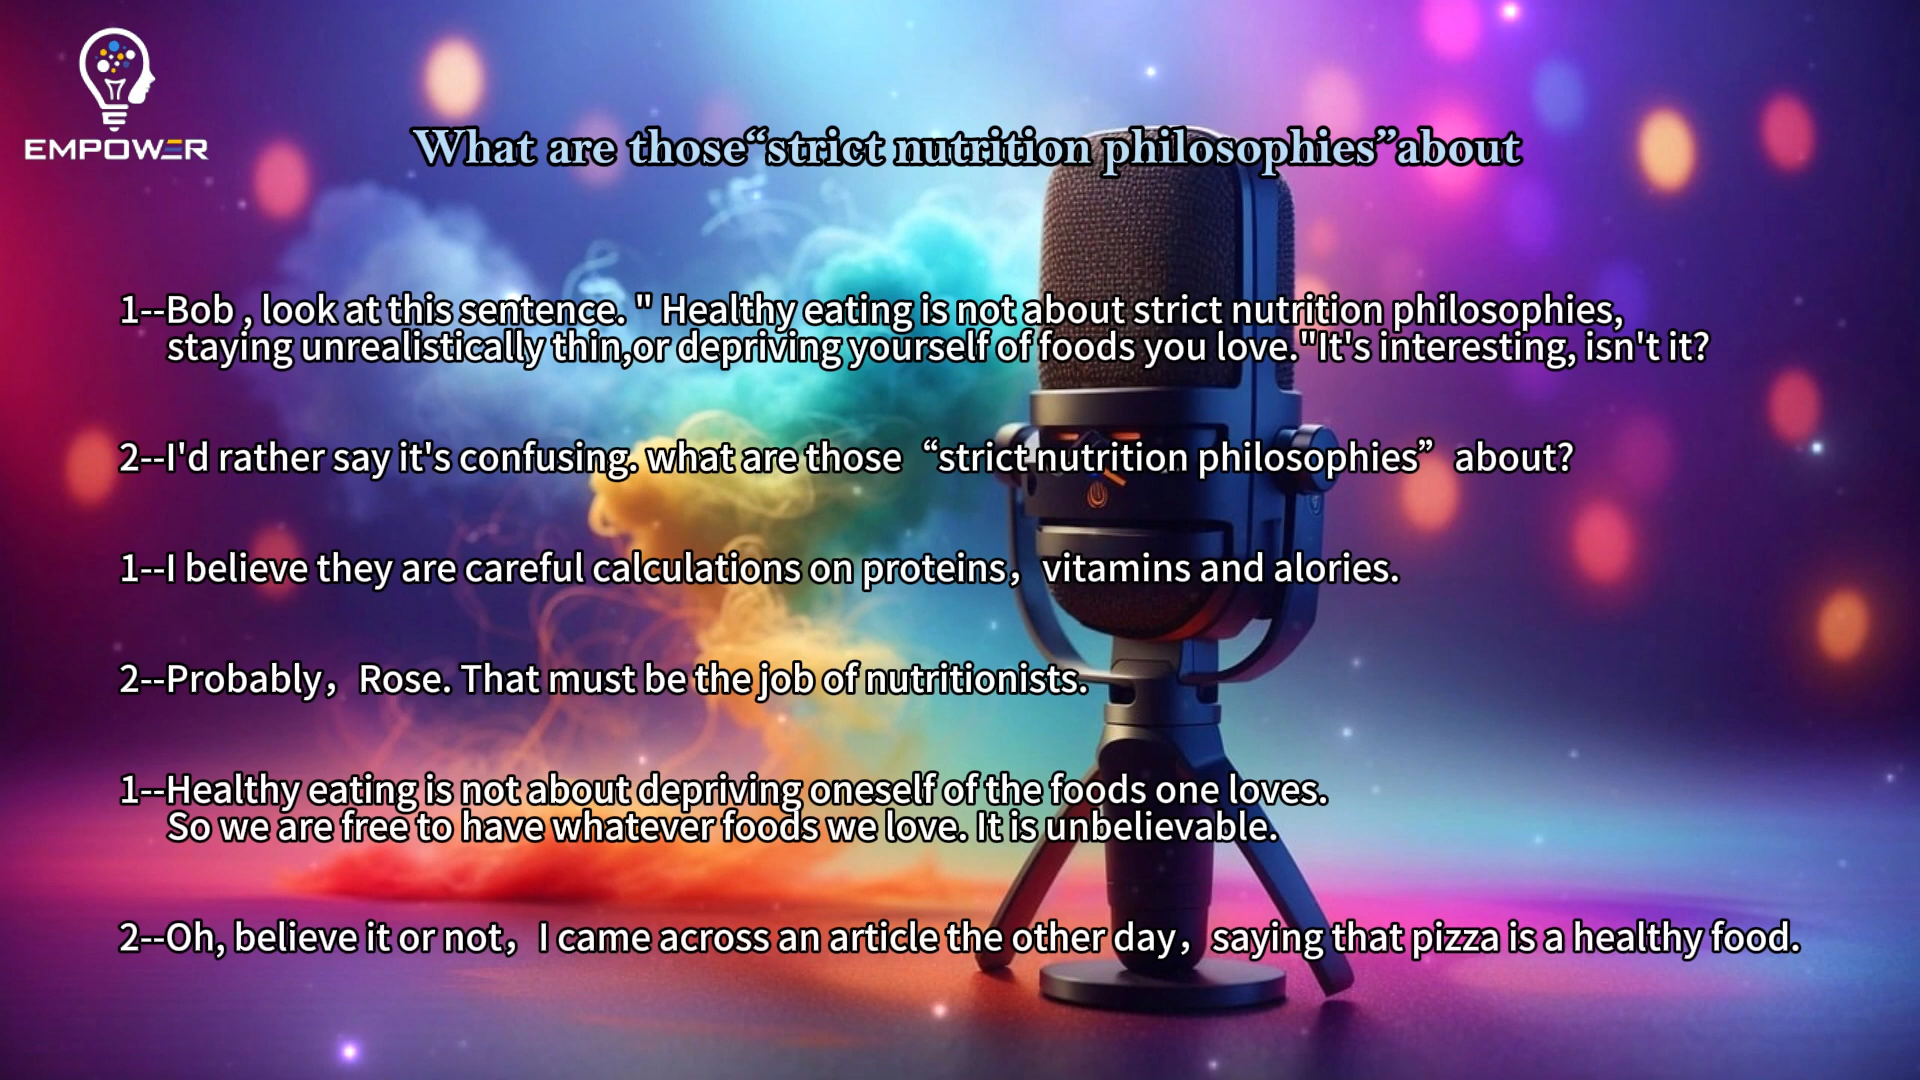 EMPOWER
What are those“strict nutrition philosophies”about
1--Bob , look at this sentence. " Healthy eating is not about strict nutrition philosophies,
staying unrealistically thin,or depriving yourself of foods you love."It's interesting, isn't it?
2--I'd rather say it's confusing. what are those “strict nutrition philosophies” about?
1--I believe they are careful calculations on proteins，vitamins and alories.
2--Probably，Rose. That must be the job of nutritionists.
1--Healthy eating is not about depriving oneself of the foods one loves.
So we are free to have whatever foods we love. It is unbelievable.
2--Oh, believe it or not，I came across an article the other day，saying that pizza is a healthy food.